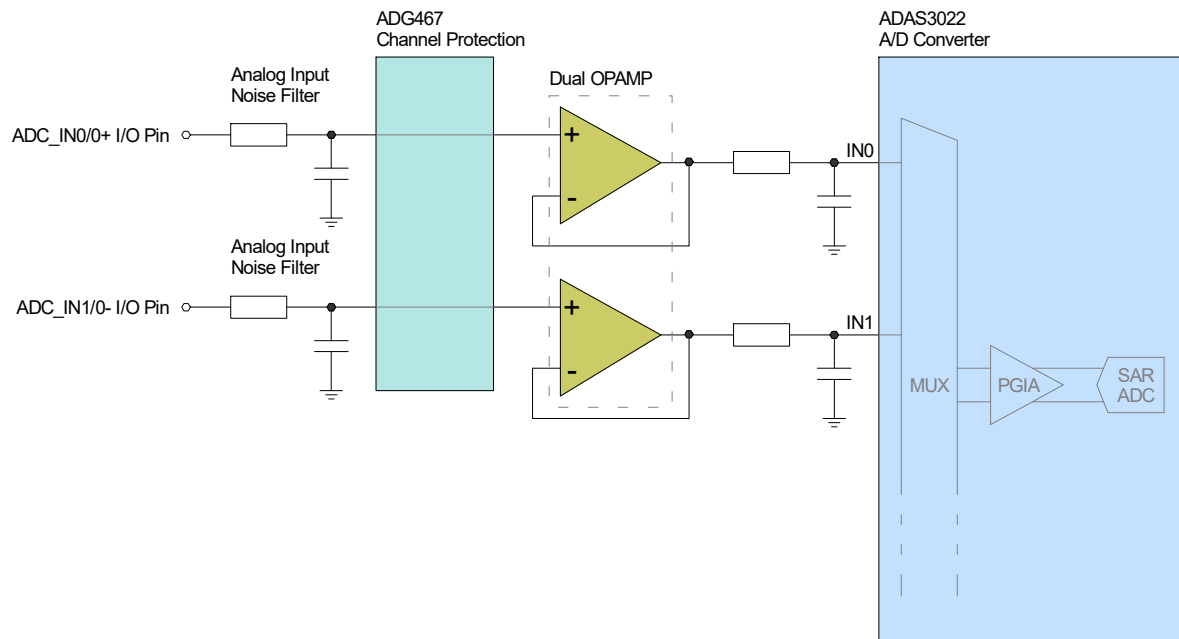 ADG467
Channel Protection
ADAS3022
A/D Converter
Analog Input
Noise Filter
Dual OPAMP
ADC_IN0/0+ I/O Pin
+
-
IN0
Analog Input
Noise Filter
ADC_IN1/0- I/O Pin
+
-
IN1
MUX
PGIA
SAR
ADC